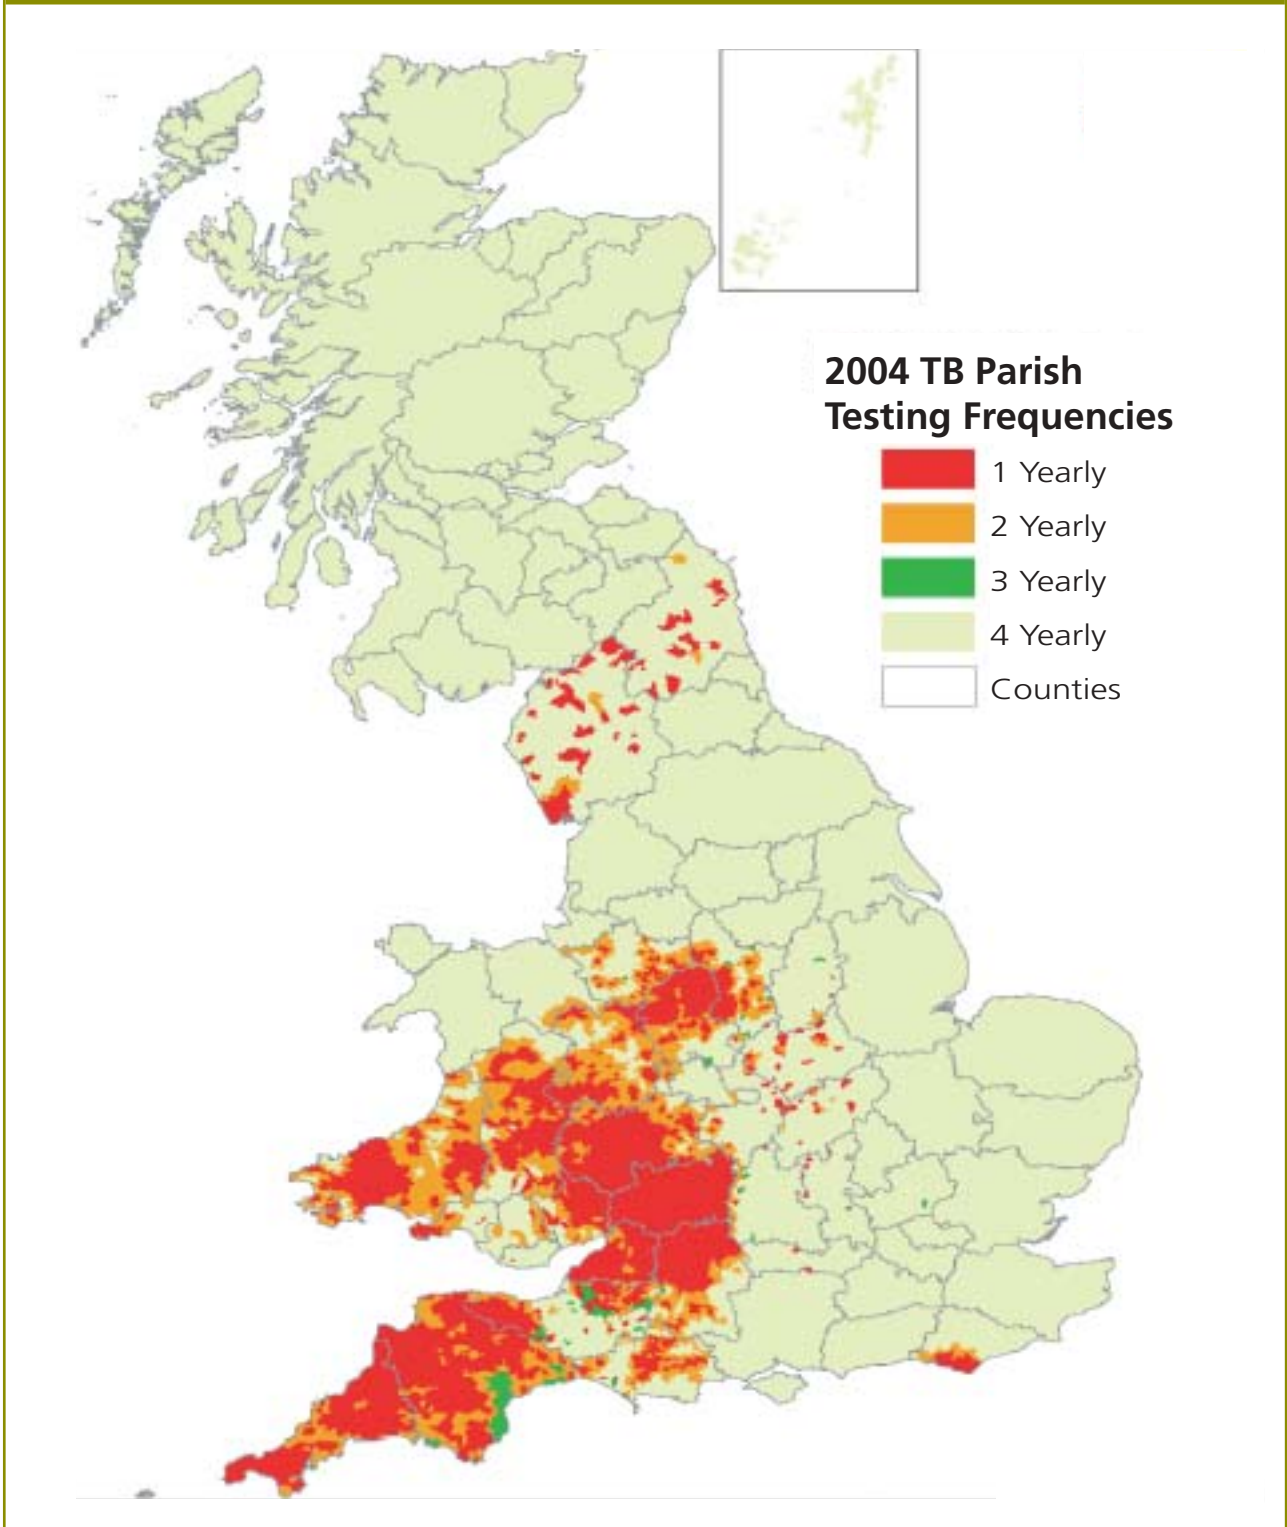 2004 TB Parish
Testing Frequencies
1 Yearly
2 Yearly
3 Yearly
4 Yearly
Counties